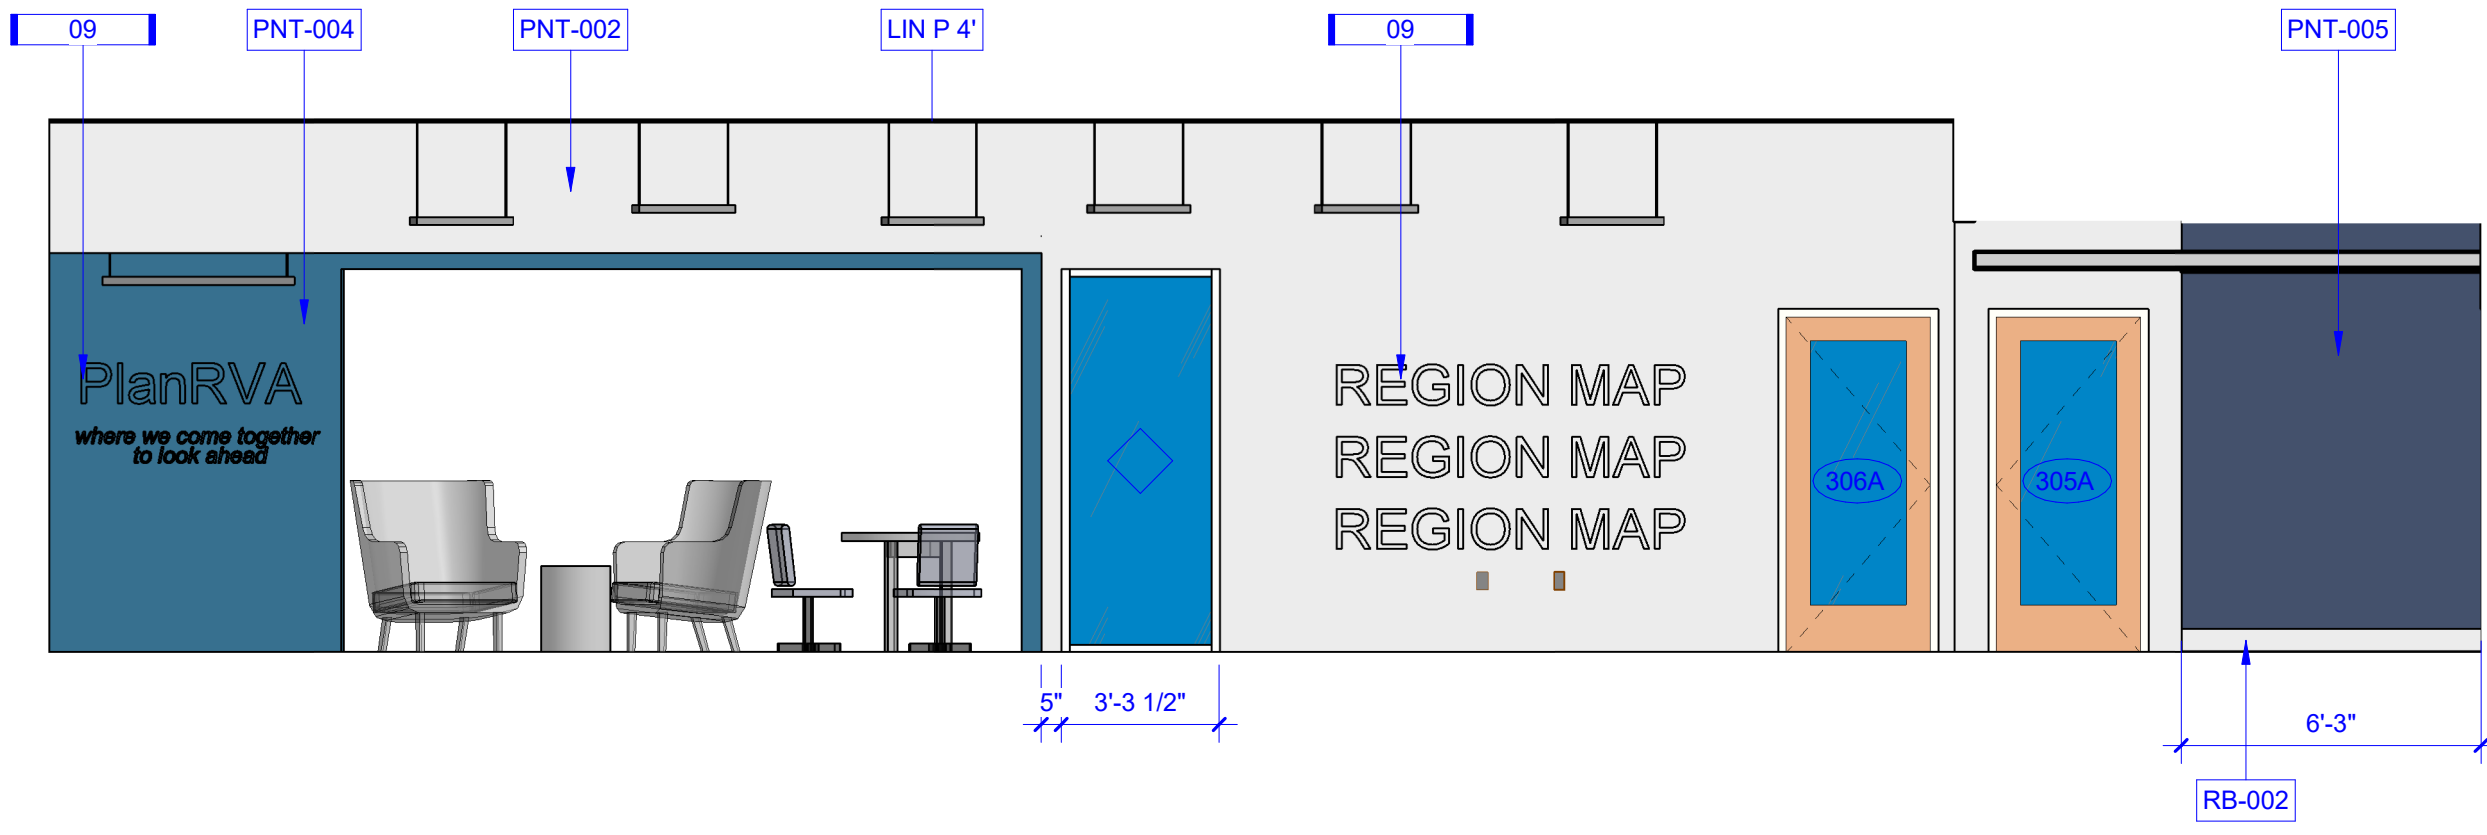 09
PNT-004
PNT-002
LIN P 4'
09
PNT-005
PlanRVA
where we come together
to look ahead
REGION MAP
REGION MAP
REGION MAP
306A
305A
5"
3'-3 1/2"
6'-3"
RB-002